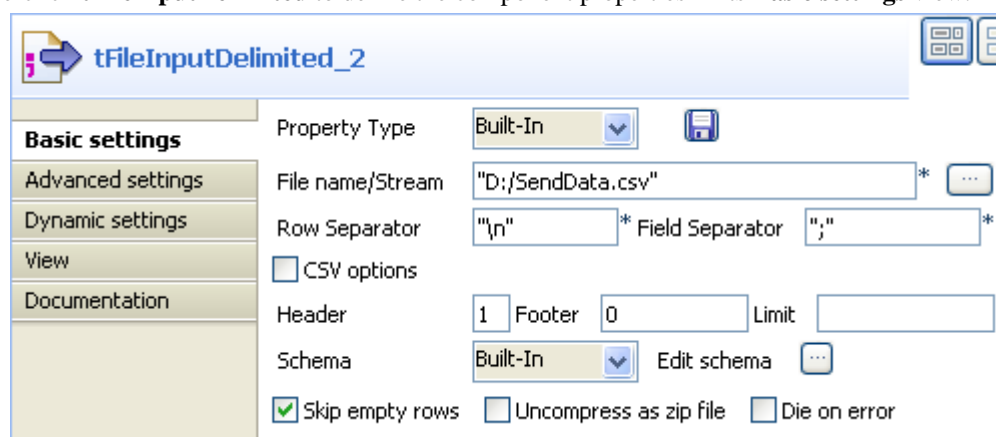 tFileInputDelimited_2
Basic settings
Advanced settings
Dynamic settings
View
Documentation
Property Type Built-In
File name/Stream "D:/SendData.csv" * ...
Row Separator "\n" * Field Separator ";" *
CSV options
Header 1 Footer 0 Limit
Schema Built-In Edit schema ...
Skip empty rows Uncompress as zip file Die on error